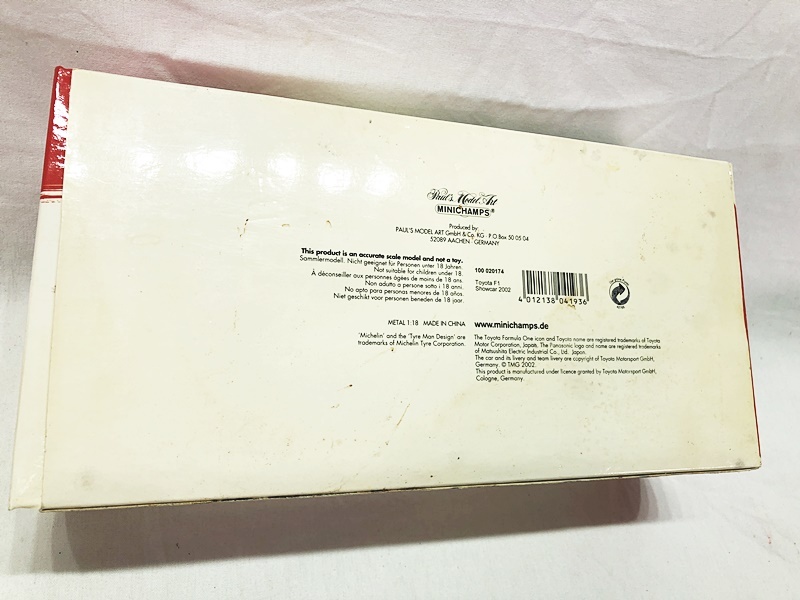 Paul's Model Art
MINICHAMPS®
Produced by:
PAUL'S MODEL ART GmbH & Co. KG · P.O.Box 50 05 04
52089 AACHEN GERMANY
This product is an accurate scale model and not a toy.
Sammlermodell. Nicht geeignet für Personen unter 18 Jahren.
Not suitable for children under 18.
À déconseiller aux personnes âgées de moins de 18 ans.
Non adatto a persone sotto i 18 anni.
No apto para personas menores de 18 años.
Niet geschikt voor personen beneden de 18 jaar.
100 020174
Toyota F1
Showcar 2002
4 012138 041936
METAL 1:18 MADE IN CHINA
'Michelin' and the 'Tyre Man Design' are
trademarks of Michelin Tyre Corporation.
www.minichamps.de
The Toyota Formula One icon and Toyota name are registered trademarks of Toyota
Motor Corporation, Japan. The Panasonic logo and name are registered trademarks
of Matsushita Electric Industrial Co., Ltd. Japan.
The car and its livery and team livery are copyright of Toyota Motorsport GmbH,
Germany. © TMG 2002.
This product is manufactured under licence granted by Toyota Motorsport GmbH,
Cologne, Germany.